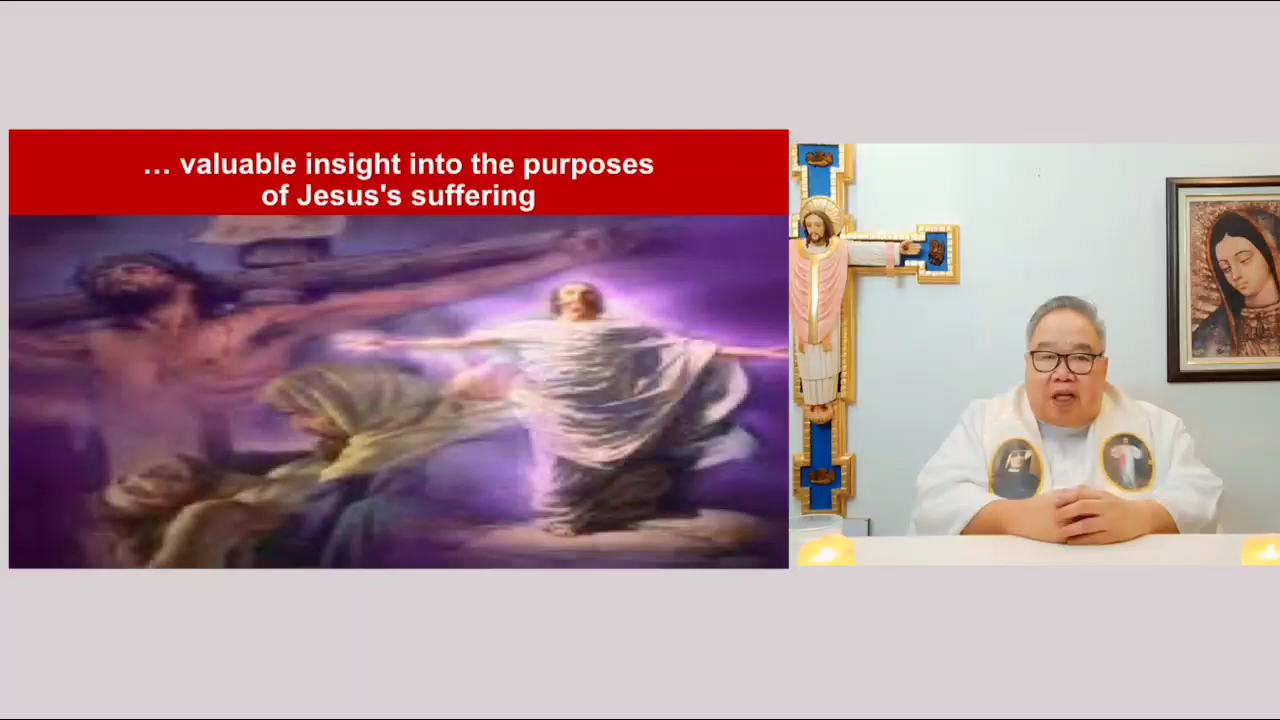 … valuable insight into the purposes
of Jesus's suffering